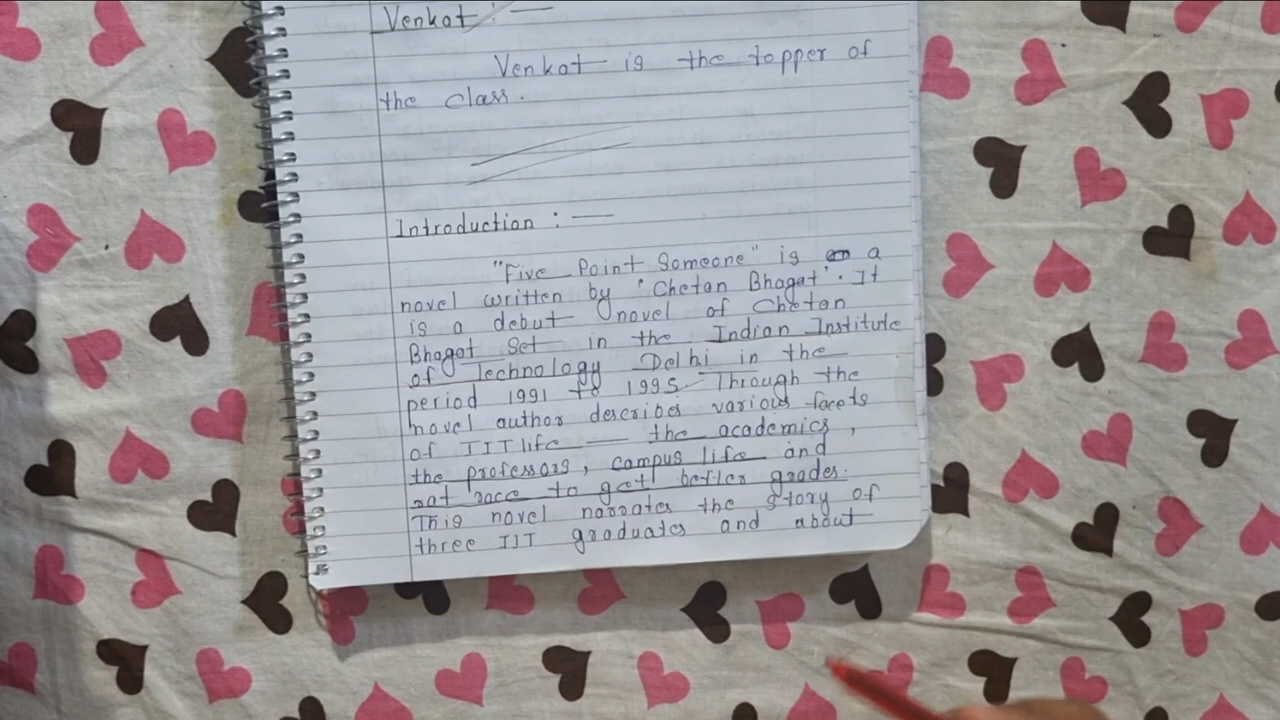 Venkat : —
Venkat is the topper of
the class.
Introduction : —
"Five Point Someone" is a
novel written by 'Chetan Bhagat'. It
is a debut novel of Chetan
Bhagat Set in the Indian Institute
of Technology Delhi in the
period 1991 to 1995. Through the
novel author describes various facets
of IIT life — the academics,
the professors, campus life and
rat race to get better grades.
This novel narrates the story of
three IIT graduates and about